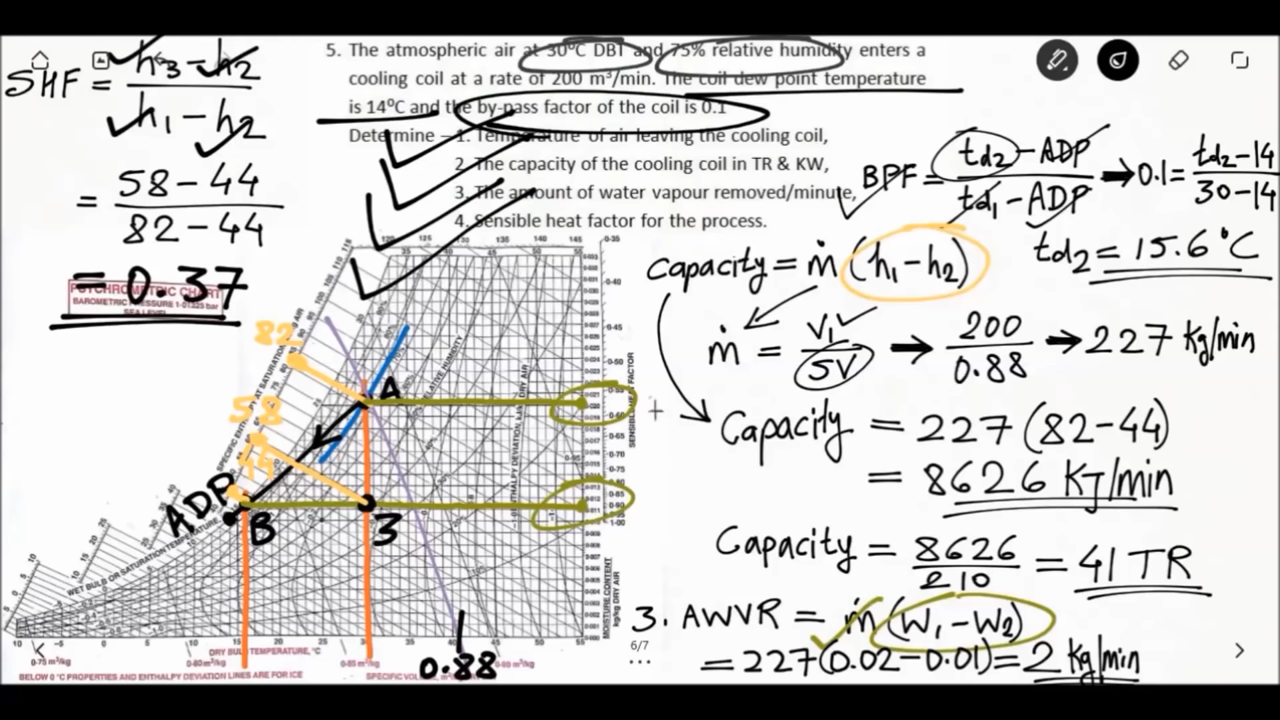 5. The atmospheric air at 30⁰C DBT and 75% relative humidity enters a
cooling coil at a rate of 200 m³/min. The coil dew point temperature
is 14⁰C and the by-pass factor of the coil is 0.1
Determine – 1. Temperature of air leaving the cooling coil,
2. The capacity of the cooling coil in TR & KW,
3. The amount of water vapour removed/minute,
4. Sensible heat factor for the process.
SHF = h3 - h2 / h1 - h2
= 58 - 44 / 82 - 44
= 0.37
PSYCHROMETRIC CHART
BAROMETRIC PRESSURE 1·01325 bar
SEA LEVEL
BPF = td2 - ADP / td1 - ADP → 0.1 = td2 - 14 / 30 - 14
td2 = 15.6°C
Capacity = ṁ (h1 - h2)
ṁ = V1 / SV → 200 / 0.88 → 227 Kg/min
Capacity = 227 (82 - 44)
= 8626 KJ/min
Capacity = 8626 / 210 = 41 TR
3. AWVR = ṁ (W1 - W2)
= 227 (0.02 - 0.01) = 2 kg/min
82
58
44
A
ADP
B
3
0.88
RELATIVE HUMIDITY
SENSIBLE HEAT FACTOR
MOISTURE CONTENT
kg/kg DRY AIR
WET BULB OR SATURATION TEMPERATURE
DRY BULB TEMPERATURE, °C
BELOW 0 °C PROPERTIES AND ENTHALPY DEVIATION LINES ARE FOR ICE
6/7